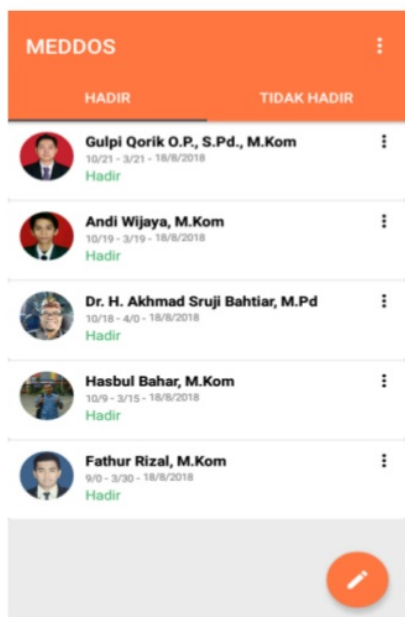 MEDDOS
HADIR
TIDAK HADIR
Gulpi Qorik O.P., S.Pd., M.Kom
10/21 - 3/21 - 18/8/2018
Hadir
Andi Wijaya, M.Kom
10/19 - 3/19 - 18/8/2018
Hadir
Dr. H. Akhmad Sruji Bahtiar, M.Pd
10/18 - 4/0 - 18/8/2018
Hadir
Hasbul Bahar, M.Kom
10/9 - 3/15 - 18/8/2018
Hadir
Fathur Rizal, M.Kom
9/0 - 3/30 - 18/8/2018
Hadir